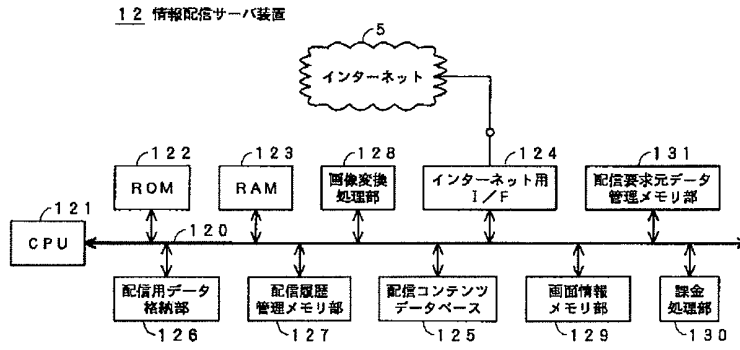 12 情報配信サーバ装置
5
インターネット
122
ROM
123
RAM
128
画像変換
処理部
124
インターネット用
I/F
131
配信要求元データ
管理メモリ部
121
CPU
120
配信用データ
格納部
126
配信履歴
管理メモリ部
127
配信コンテンツ
データベース
125
画面情報
メモリ部
129
課金
処理部
130